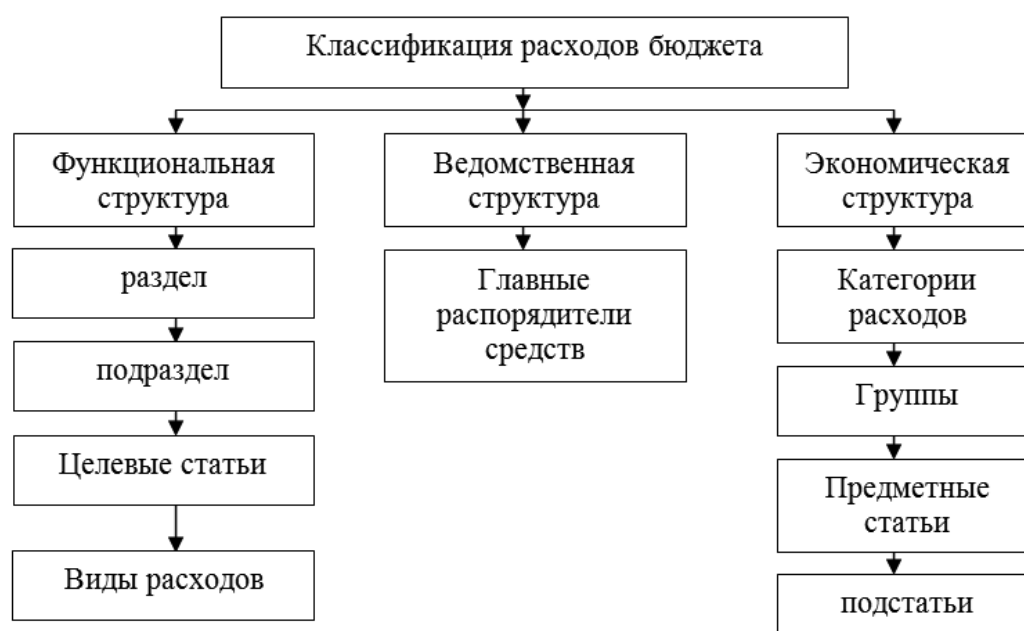 Классификация расходов бюджета
Функциональная
структура
раздел
подраздел
Целевые статьи
Виды расходов
Ведомственная
структура
Главные
распорядители
средств
Экономическая
структура
Категории
расходов
Группы
Предметные
статьи
подстатьи